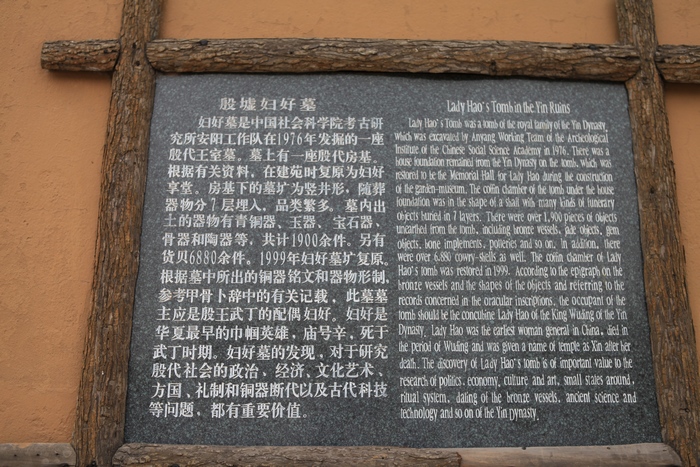 殷墟妇好墓
妇好墓是中国社会科学院考古研
究所安阳工作队在1976年发掘的一座
殷代王室墓。墓上有一座殷代房基。
根据有关资料，在建苑时复原为妇好
享堂。房基下的墓圹为竖井形，随葬
器物分7层埋入，品类繁多。墓内出
土的器物有青铜器、玉器、宝石器、
骨器和陶器等，共计1900余件。另有
货贝6880余件。1999年妇好墓圹复原。
根据墓中所出的铜器铭文和器物形制，
参考甲骨卜辞中的有关记载，此墓墓
主应是殷王武丁的配偶妇好。妇好是
华夏最早的巾帼英雄，庙号辛，死于
武丁时期。妇好墓的发现，对于研究
殷代社会的政治，经济、文化艺术、
方国、礼制和铜器断代以及古代科技
等问题，都有重要价值。
Lady Hao's Tomb in the Yin Ruins
Lady Hao's Tomb was a tomb of the royal family of the Yin Dynasty,
which was excavated by Anyang Working Team of the Archeological
Institute of the Chinese Social Science Academy in 1976. There was a
house foundation remained from the Yin Dynasty on the tomb, which was
restored to be the Memorial Hall for Lady Hao during the construction
of the garden-museum. The coffin chamber of the tomb under the house
foundation was in the shape of a shaft with many kinds of funerary
objects buried in 7 layers. There were over 1,900 pieces of objects
unearthed from the tomb, including bronze vessels, jade objects, gem
objects, bone implements, potteries and so on. In addition, there
were over 6,880 cowry-shells as well. The coffin chamber of Lady
Hao's tomb was restored in 1999. According to the epigraph on the
bronze vessels and the shapes of the objects and referring to the
records concerned in the oracular inscriptions, the occupant of the
tomb should be the concubine Lady Hao of the King Wuding of the Yin
Dynasty. Lady Hao was the earliest woman general in China, died in
the period of Wuding and was given a name of temple as Xin after her
death. The discovery of Lady Hao's tomb is of important value to the
research of politics, economy, culture and art, small states around,
ritual system, dating of the bronze vessels, ancient science and
technology and so on of the Yin Dynasty.